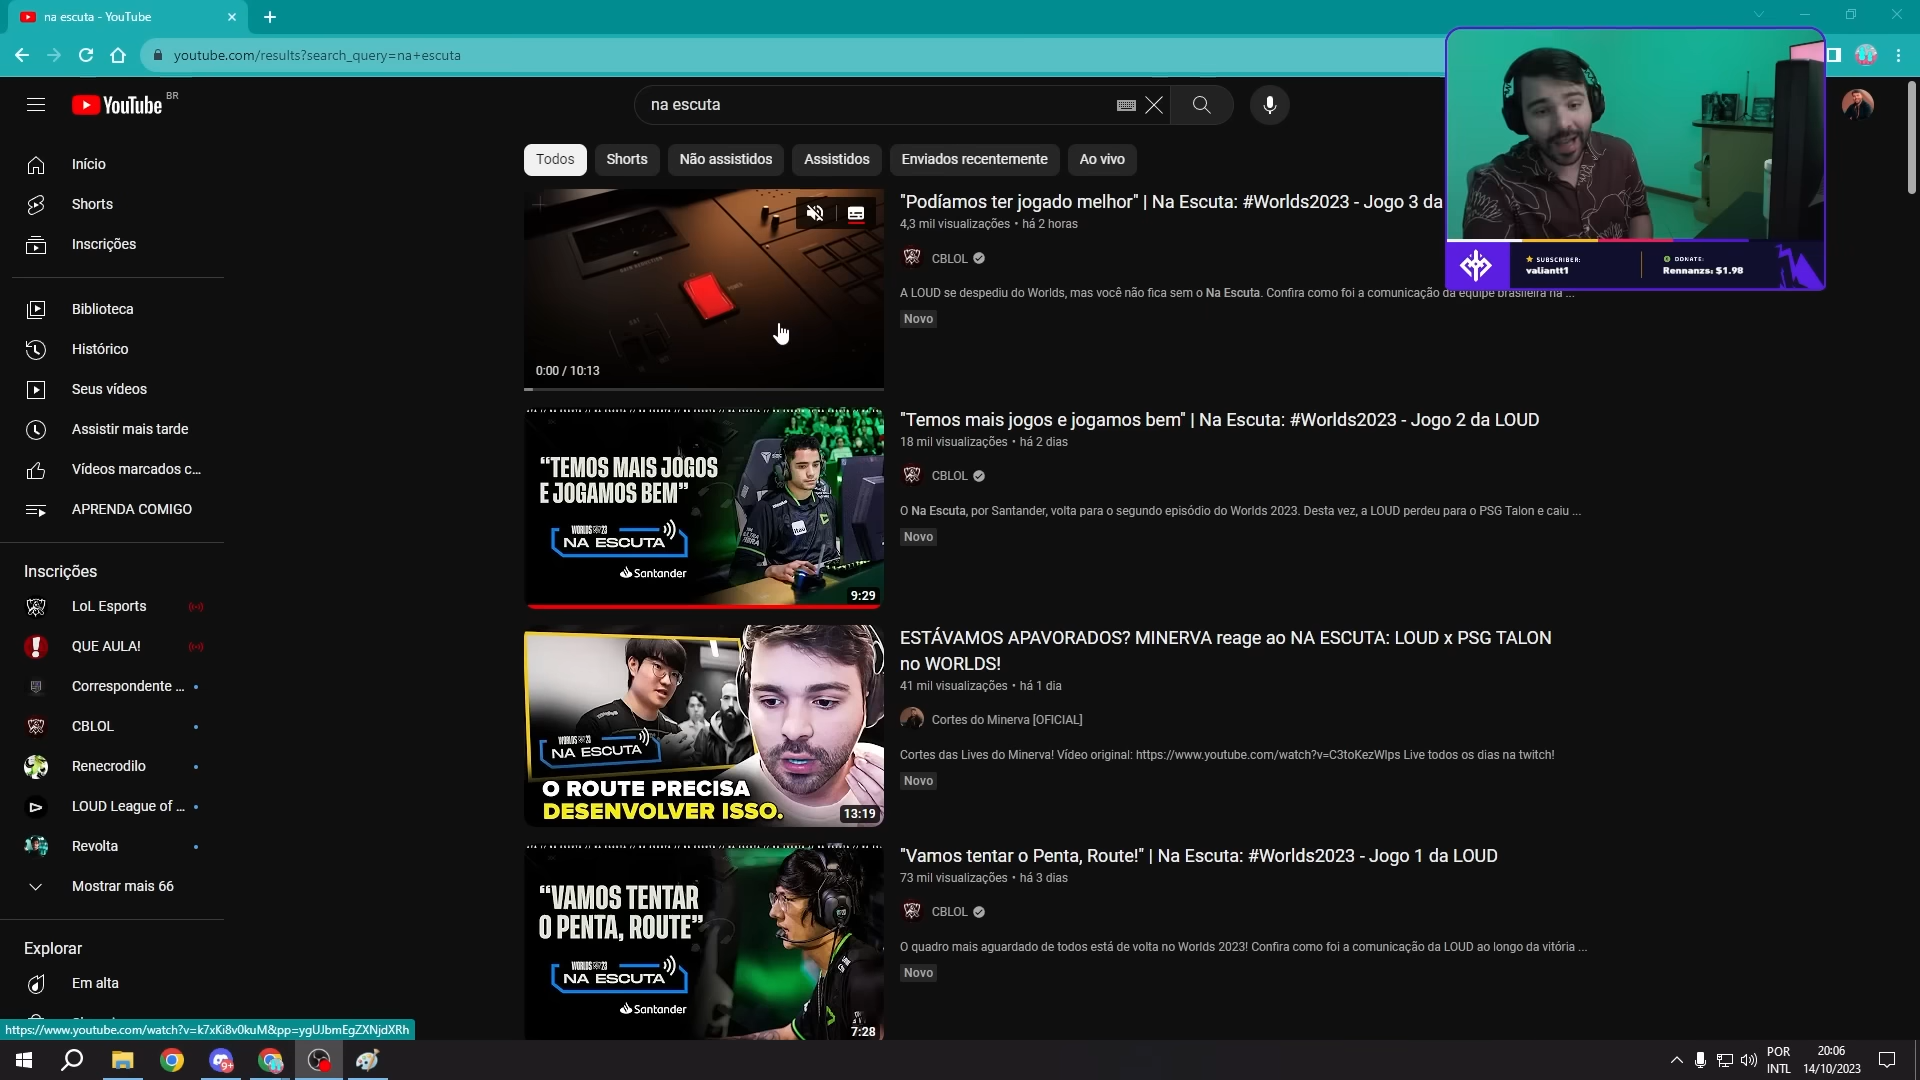 na escuta - YouTube
youtube.com/results?search_query=na+escuta
YouTube BR
na escuta
Todos
Shorts
Não assistidos
Assistidos
Enviados recentemente
Ao vivo
SUBSCRIBER:
valiantt1
DONATE:
Rennanzs: $1.98
Início
Shorts
Inscrições
Biblioteca
Histórico
Seus vídeos
Assistir mais tarde
Vídeos marcados c...
APRENDA COMIGO
Inscrições
LoL Esports
QUE AULA!
Correspondente ...
CBLOL
Renecrodilo
LOUD League of ...
Revolta
Mostrar mais 66
Explorar
Em alta
0:00 / 10:13
"Podíamos ter jogado melhor" | Na Escuta: #Worlds2023 - Jogo 3 da
4,3 mil visualizações • há 2 horas
CBLOL
A LOUD se despediu do Worlds, mas você não fica sem o Na Escuta. Confira como foi a comunicação da equipe brasileira na ...
Novo
"TEMOS MAIS JOGOS
E JOGAMOS BEM"
WORLDS 23
NA ESCUTA
Santander
9:29
"Temos mais jogos e jogamos bem" | Na Escuta: #Worlds2023 - Jogo 2 da LOUD
18 mil visualizações • há 2 dias
CBLOL
O Na Escuta, por Santander, volta para o segundo episódio do Worlds 2023. Desta vez, a LOUD perdeu para o PSG Talon e caiu ...
Novo
WORLDS 23
NA ESCUTA
O ROUTE PRECISA
DESENVOLVER ISSO.
13:19
ESTÁVAMOS APAVORADOS? MINERVA reage ao NA ESCUTA: LOUD x PSG TALON
no WORLDS!
41 mil visualizações • há 1 dia
Cortes do Minerva [OFICIAL]
Cortes das Lives do Minerva! Vídeo original: https://www.youtube.com/watch?v=C3toKezWlps Live todos os dias na twitch!
Novo
"VAMOS TENTAR
O PENTA, ROUTE"
WORLDS 23
NA ESCUTA
Santander
7:28
"Vamos tentar o Penta, Route!" | Na Escuta: #Worlds2023 - Jogo 1 da LOUD
73 mil visualizações • há 3 dias
CBLOL
O quadro mais aguardado de todos está de volta no Worlds 2023! Confira como foi a comunicação da LOUD ao longo da vitória ...
Novo
https://www.youtube.com/watch?v=k7xKi8v0kuM&pp=ygUJbmEgZXNjdXRh
9+
POR
INTL
20:06
14/10/2023